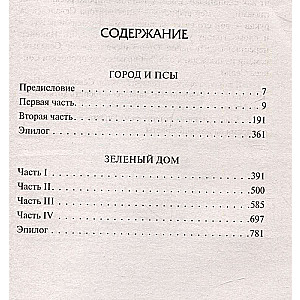 СОДЕРЖАНИЕ
ГОРОД И ПСЫ
Предисловие . . . . . . . . . . . . . . . . . . . . . . . . 7
Первая часть. . . . . . . . . . . . . . . . . . . . . . . . 9
Вторая часть . . . . . . . . . . . . . . . . . . . . . . . 191
Эпилог . . . . . . . . . . . . . . . . . . . . . . . . . . 361
ЗЕЛЕНЫЙ ДОМ
Часть I . . . . . . . . . . . . . . . . . . . . . . . . . . 391
Часть II . . . . . . . . . . . . . . . . . . . . . . . . . 500
Часть III . . . . . . . . . . . . . . . . . . . . . . . . . 585
Часть IV . . . . . . . . . . . . . . . . . . . . . . . . . 697
Эпилог . . . . . . . . . . . . . . . . . . . . . . . . . . 781